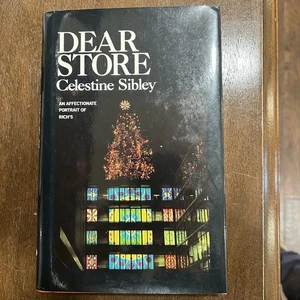 DEAR
STORE
Celestine Sibley
AN AFFECTIONATE
PORTRAIT OF
RICH'S